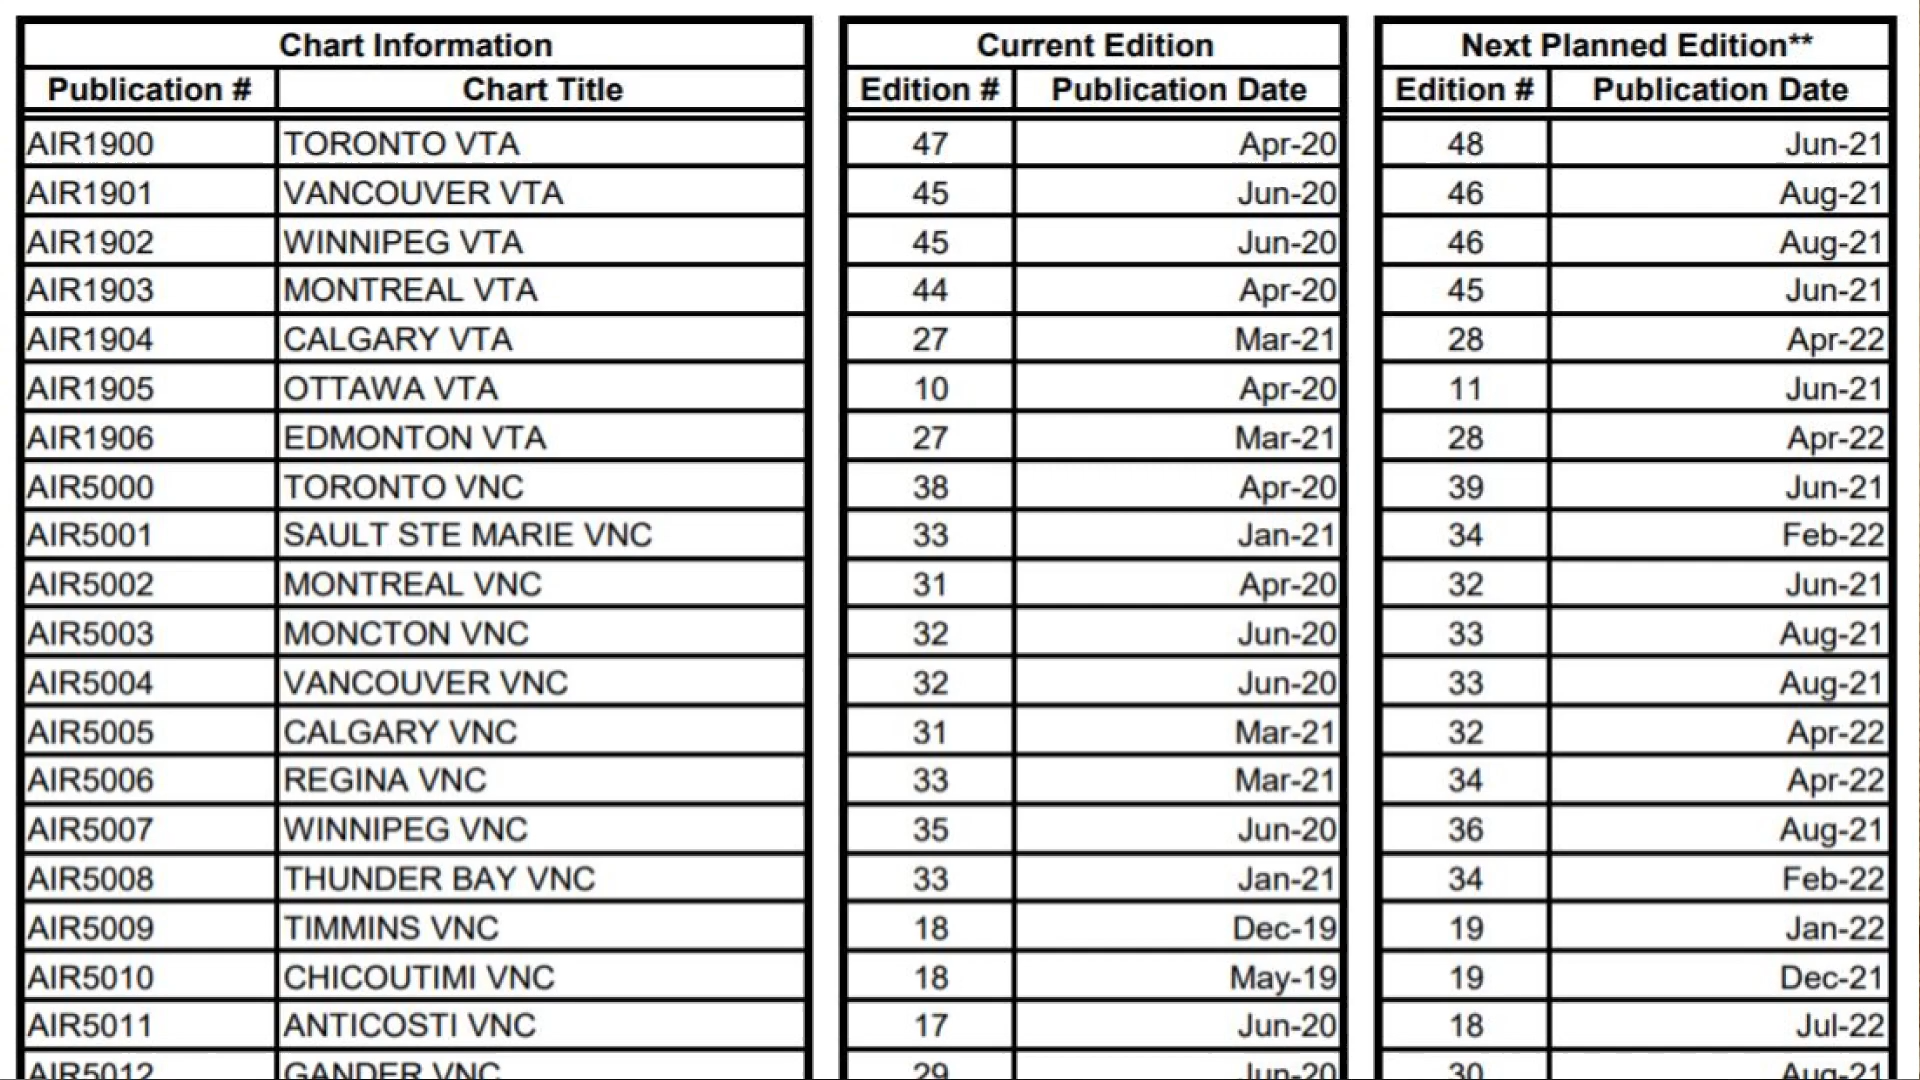 Chart Information Current Edition Next Planned Edition**
Publication # Chart Title Edition # Publication Date Edition # Publication Date
AIR1900 TORONTO VTA 47 Apr-20 48 Jun-21
AIR1901 VANCOUVER VTA 45 Jun-20 46 Aug-21
AIR1902 WINNIPEG VTA 45 Jun-20 46 Aug-21
AIR1903 MONTREAL VTA 44 Apr-20 45 Jun-21
AIR1904 CALGARY VTA 27 Mar-21 28 Apr-22
AIR1905 OTTAWA VTA 10 Apr-20 11 Jun-21
AIR1906 EDMONTON VTA 27 Mar-21 28 Apr-22
AIR5000 TORONTO VNC 38 Apr-20 39 Jun-21
AIR5001 SAULT STE MARIE VNC 33 Jan-21 34 Feb-22
AIR5002 MONTREAL VNC 31 Apr-20 32 Jun-21
AIR5003 MONCTON VNC 32 Jun-20 33 Aug-21
AIR5004 VANCOUVER VNC 32 Jun-20 33 Aug-21
AIR5005 CALGARY VNC 31 Mar-21 32 Apr-22
AIR5006 REGINA VNC 33 Mar-21 34 Apr-22
AIR5007 WINNIPEG VNC 35 Jun-20 36 Aug-21
AIR5008 THUNDER BAY VNC 33 Jan-21 34 Feb-22
AIR5009 TIMMINS VNC 18 Dec-19 19 Jan-22
AIR5010 CHICOUTIMI VNC 18 May-19 19 Dec-21
AIR5011 ANTICOSTI VNC 17 Jun-20 18 Jul-22
AIR5012 GANDER VNC 29 Jun-20 30 Aug-21